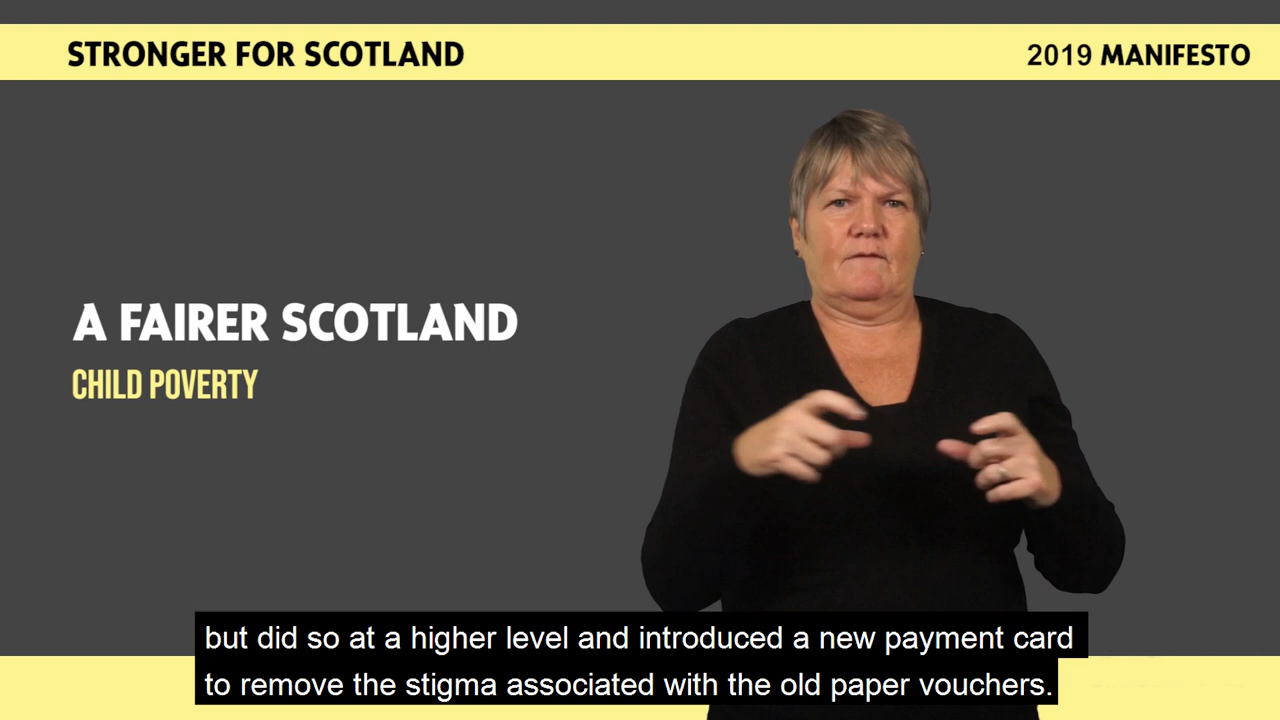 STRONGER FOR SCOTLAND
2019 MANIFESTO
A FAIRER SCOTLAND
CHILD POVERTY
but did so at a higher level and introduced a new payment card
to remove the stigma associated with the old paper vouchers.